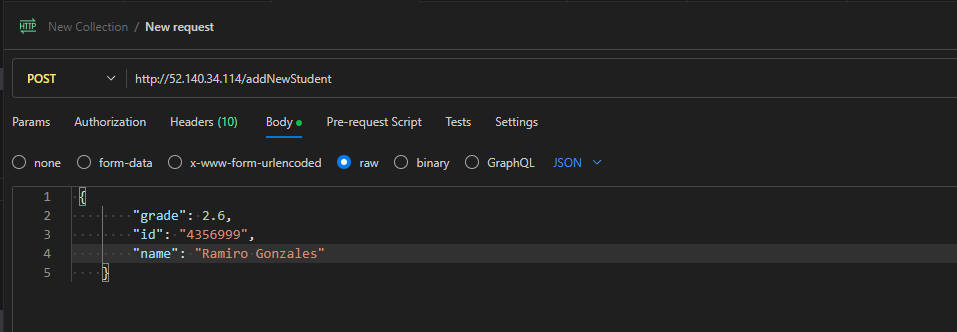 HTTP New Collection / New request
POST http://52.140.34.114/addNewStudent
Params Authorization Headers (10) Body Pre-request Script Tests Settings
none form-data x-www-form-urlencoded raw binary GraphQL JSON
1 {
2 "grade": 2.6,
3 "id": "4356999",
4 "name": "Ramiro Gonzales"
5 }